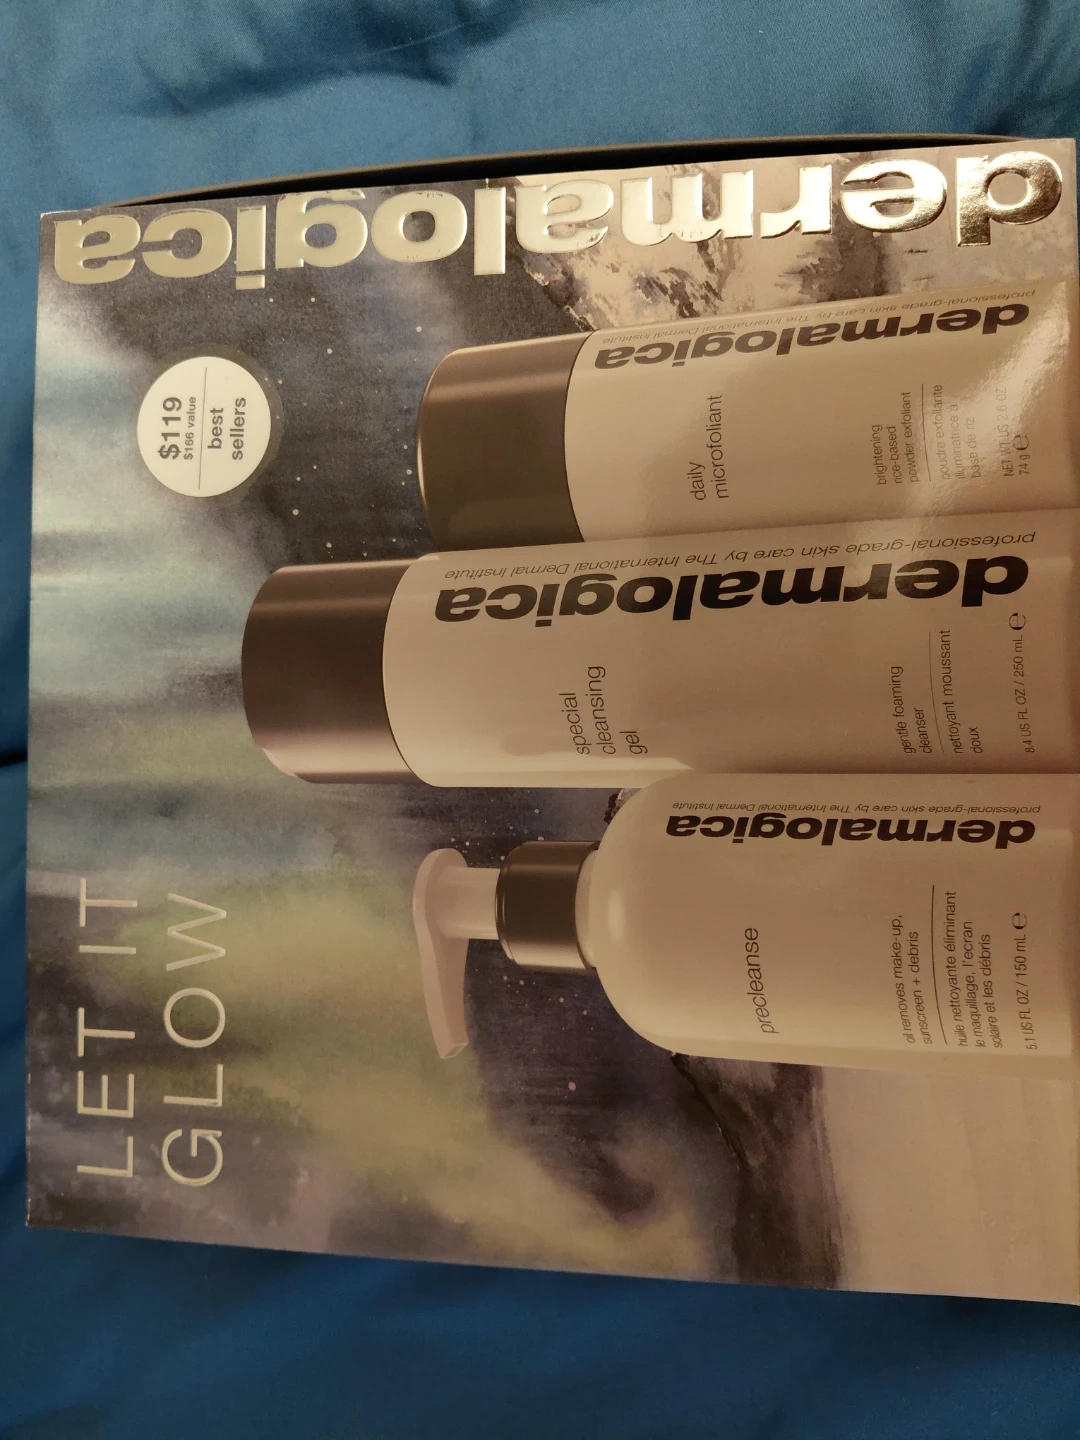 LET IT
GLOW
$119
$166 value
best
sellers
dermalogica
precleanse
oil removes make-up,
sunscreen + debris
huile nettoyante éliminant
le maquillage, l'ecran
solaire et les débris
5.1 US FL OZ / 150 mL ℮
dermalogica
professional-grade skin care by The International Dermal Institute
special
cleansing
gel
gentle foaming
cleanser
nettoyant moussant
doux
8.4 US FL OZ / 250 mL ℮
dermalogica
professional-grade skin care by The International Dermal Institute
daily
microfoliant
brightening
rice-based
powder exfoliant
poudre exfoliante
illuminatrice à
base de riz
NET WT. US 2.6 OZ
74 g ℮
dermalogica
professional-grade skin care by The International Dermal Institute